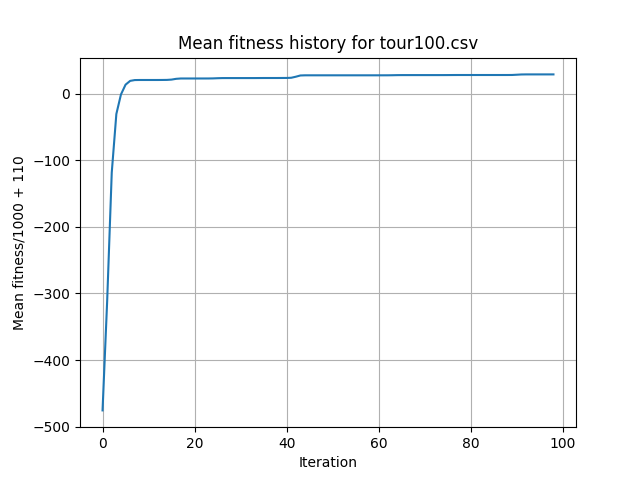 Mean fitness history for tour100.csv
Mean fitness/1000 + 110
0
−100
−200
−300
−400
−500
0 20 40 60 80 100
Iteration